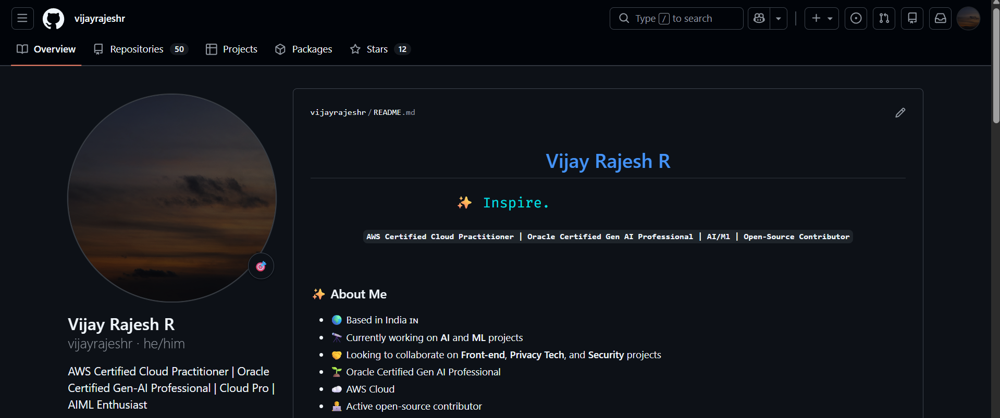 vijayrajeshr
Type / to search
Overview
Repositories 50
Projects
Packages
Stars 12
vijayrajeshr/README.md
Vijay Rajesh R
✨ Inspire.
AWS Certified Cloud Practitioner | Oracle Certified Gen AI Professional | AI/Ml | Open-Source Contributor
✨ About Me
🌍 Based in India IN
🔭 Currently working on AI and ML projects
🤝 Looking to collaborate on Front-end, Privacy Tech, and Security projects
🌱 Oracle Certified Gen AI Professional
☁️ AWS Cloud
🧑‍💻 Active open-source contributor
Vijay Rajesh R
vijayrajeshr · he/him
AWS Certified Cloud Practitioner | Oracle
Certified Gen-AI Professional | Cloud Pro |
AIML Enthusiast